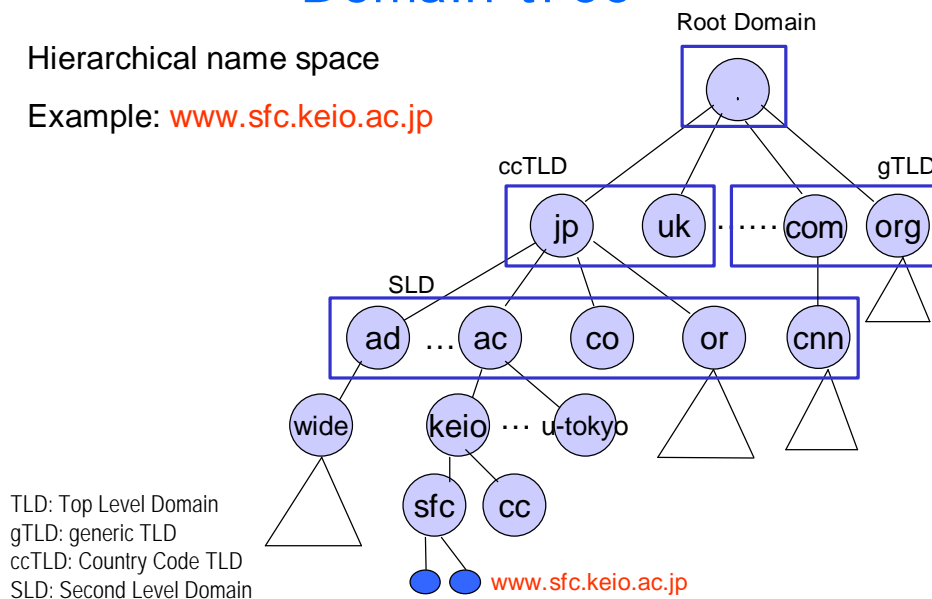 Domain tree
Root Domain
Hierarchical name space
.
Example: www.sfc.keio.ac.jp
ccTLD
gTLD
jp
uk
......
com
org
SLD
ad
...
ac
co
or
cnn
wide
keio
...
u-tokyo
sfc
cc
TLD: Top Level Domain
gTLD: generic TLD
ccTLD: Country Code TLD
SLD: Second Level Domain
www.sfc.keio.ac.jp